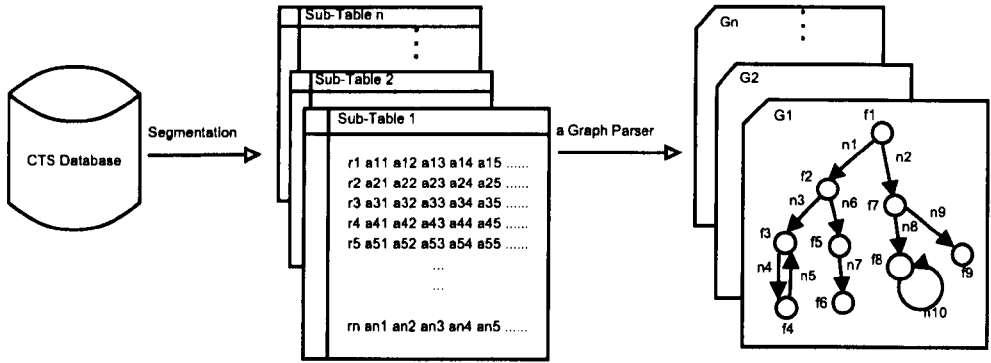 CTS Database
Segmentation
Sub-Table n
Sub-Table 2
Sub-Table 1
r1 a11 a12 a13 a14 a15 ......
r2 a21 a22 a23 a24 a25 ......
r3 a31 a32 a33 a34 a35 ......
r4 a41 a42 a43 a44 a45 ......
r5 a51 a52 a53 a54 a55 ......
...
...
rn an1 an2 an3 an4 an5 ......
a Graph Parser
Gn
G2
G1
f1
n1
n2
f2
n3
n6
f7
n9
n8
f3
f5
n4
n5
n7
f8
f9
f4
f6
n10